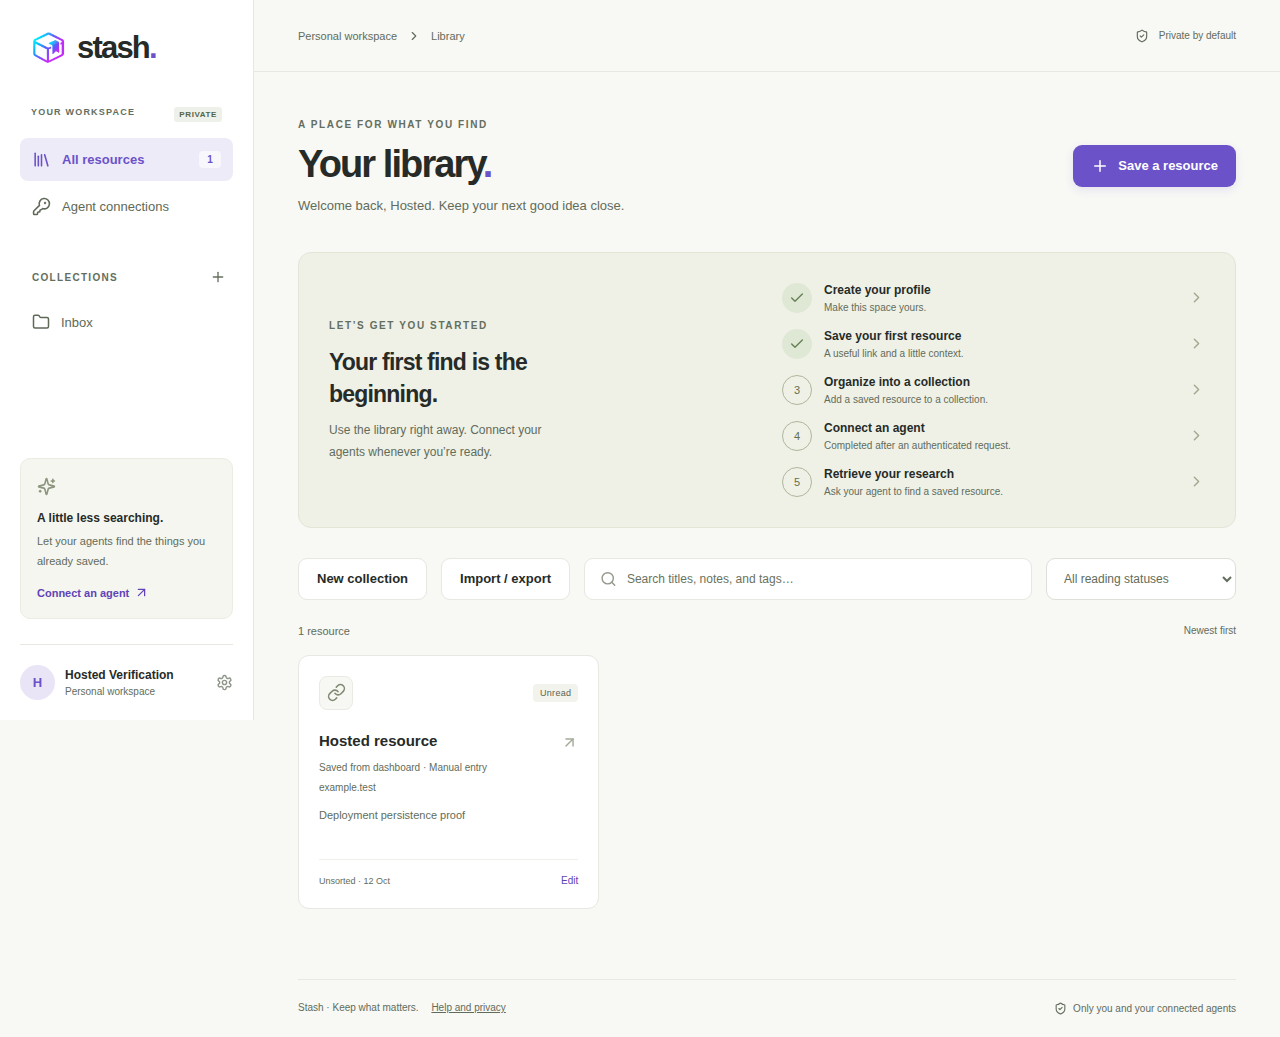 stash.
YOUR WORKSPACE
PRIVATE
All resources
1
Agent connections
COLLECTIONS
Inbox
A little less searching.
Let your agents find the things you
already saved.
Connect an agent
H
Hosted Verification
Personal workspace
Personal workspace
Library
Private by default
A PLACE FOR WHAT YOU FIND
Your library.
Welcome back, Hosted. Keep your next good idea close.
Save a resource
LET’S GET YOU STARTED
Your first find is the
beginning.
Use the library right away. Connect your
agents whenever you’re ready.
Create your profile
Make this space yours.
Save your first resource
A useful link and a little context.
3
Organize into a collection
Add a saved resource to a collection.
4
Connect an agent
Completed after an authenticated request.
5
Retrieve your research
Ask your agent to find a saved resource.
New collection
Import / export
Search titles, notes, and tags…
All reading statuses
1 resource
Newest first
Unread
Hosted resource
Saved from dashboard · Manual entry
example.test
Deployment persistence proof
Unsorted · 12 Oct
Edit
Stash · Keep what matters.
Help and privacy
Only you and your connected agents